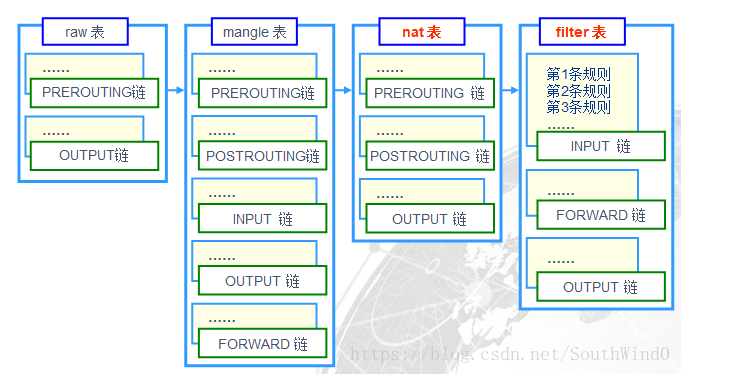 raw 表
······
PREROUTING链
······
OUTPUT链
mangle 表
······
PREROUTING链
······
POSTROUTING链
······
INPUT 链
······
OUTPUT 链
······
FORWARD 链
nat 表
······
PREROUTING 链
······
POSTROUTING 链
······
OUTPUT 链
filter 表
第1条规则
第2条规则
第3条规则
······
INPUT 链
······
FORWARD 链
······
OUTPUT 链
https://blog.csdn.net/SouthWind0